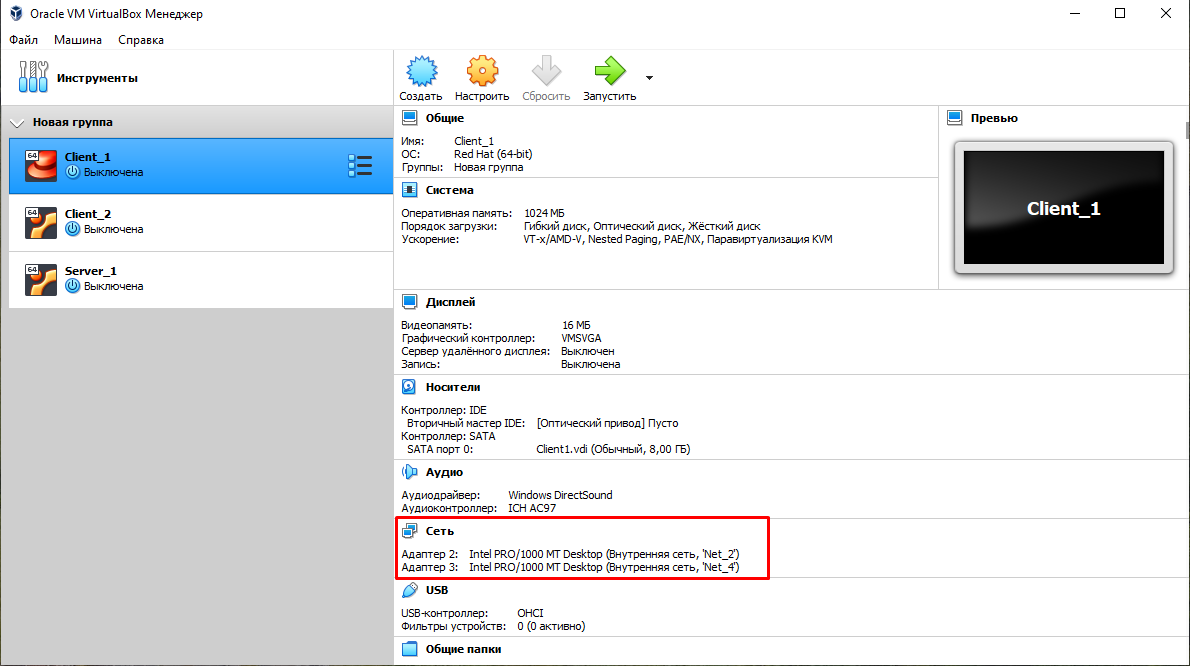 Oracle VM VirtualBox Менеджер
Файл Машина Справка
Инструменты
Создать Настроить Сбросить Запустить
Новая группа
64
Client_1
Выключена
64
Client_2
Выключена
64
Server_1
Выключена
Общие
Имя: Client_1
ОС: Red Hat (64-bit)
Группы: Новая группа
Превью
Client_1
Система
Оперативная память: 1024 МБ
Порядок загрузки: Гибкий диск, Оптический диск, Жёсткий диск
Ускорение: VT-x/AMD-V, Nested Paging, PAE/NX, Паравиртуализация KVM
Дисплей
Видеопамять: 16 МБ
Графический контроллер: VMSVGA
Сервер удалённого дисплея: Выключен
Запись: Выключена
Носители
Контроллер: IDE
Вторичный мастер IDE: [Оптический привод] Пусто
Контроллер: SATA
SATA порт 0: Client1.vdi (Обычный, 8,00 ГБ)
Аудио
Аудиодрайвер: Windows DirectSound
Аудиоконтроллер: ICH AC97
Сеть
Адаптер 2: Intel PRO/1000 MT Desktop (Внутренняя сеть, 'Net_2')
Адаптер 3: Intel PRO/1000 MT Desktop (Внутренняя сеть, 'Net_4')
USB
USB-контроллер: OHCI
Фильтры устройств: 0 (0 активно)
Общие папки